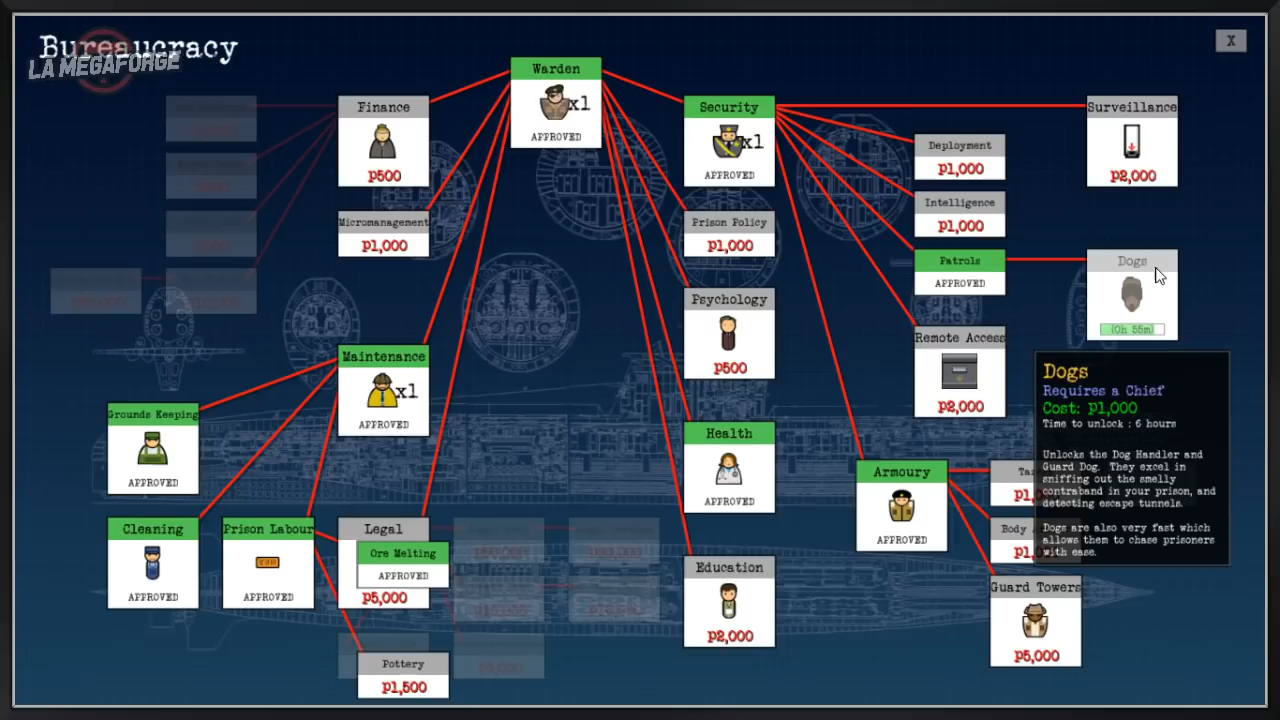 Bureaucracy
LA MEGAFORGE
X
Warden
x1
APPROVED
Finance
p500
Security
x1
APPROVED
Surveillance
p2,000
Deployment
p1,000
Micromanagement
p1,000
Prison Policy
p1,000
Intelligence
p1,000
Patrols
APPROVED
Dogs
(0h 55m)
Psychology
p500
Remote Access
p2,000
Maintenance
x1
APPROVED
Dogs
Requires a Chief
Cost: p1,000
Time to unlock : 6 hours
Unlocks the Dog Handler and
Guard Dog. They excel in
sniffing out the smelly
contraband in your prison, and
detecting escape tunnels.
Dogs are also very fast which
allows them to chase prisoners
with ease.
Grounds Keeping
APPROVED
Health
APPROVED
Armoury
APPROVED
Cleaning
APPROVED
Prison Labour
APPROVED
Legal
p5,000
Ore Melting
APPROVED
Body
Education
p2,000
Guard Towers
p5,000
Pottery
p1,500